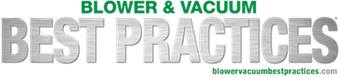 BLOWER & VACUUM
BEST PRACTICES®
blowervacuumbestpractices.com